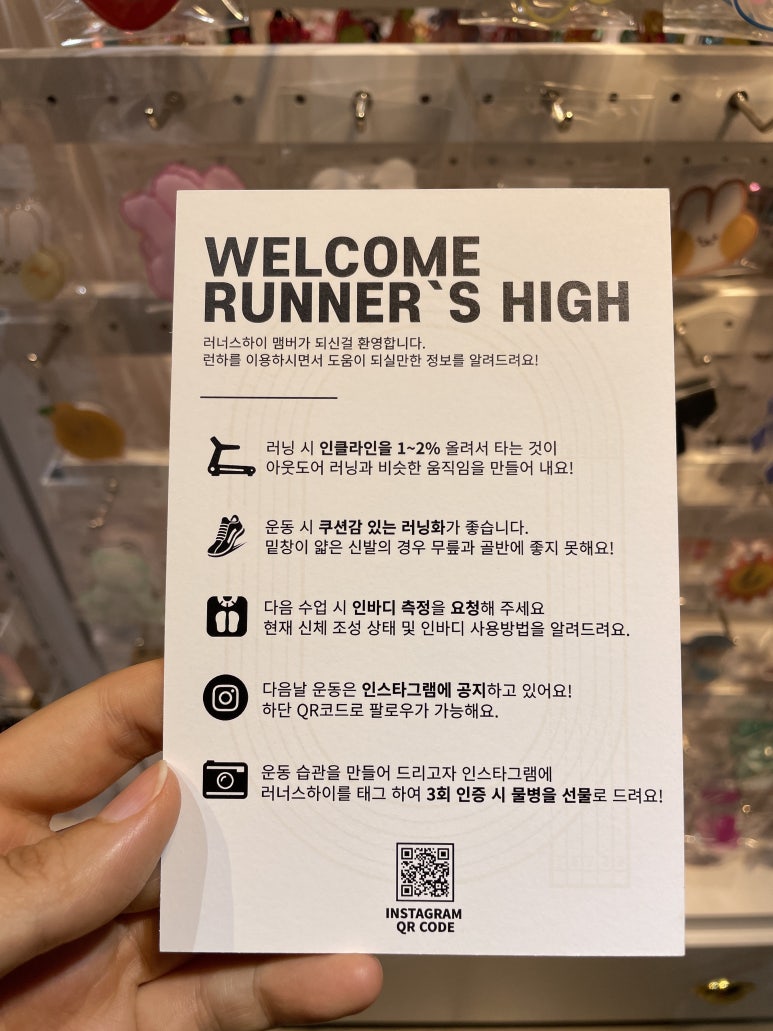 WELCOME
RUNNER`S HIGH
러너스하이 맴버가 되신걸 환영합니다.
런하를 이용하시면서 도움이 되실만한 정보를 알려드려요!
러닝 시 인클라인을 1~2% 올려서 타는 것이
아웃도어 러닝과 비슷한 움직임을 만들어 내요!
운동 시 쿠션감 있는 러닝화가 좋습니다.
밑창이 얇은 신발의 경우 무릎과 골반에 좋지 못해요!
다음 수업 시 인바디 측정을 요청해 주세요
현재 신체 조성 상태 및 인바디 사용방법을 알려드려요.
다음날 운동은 인스타그램에 공지하고 있어요!
하단 QR코드로 팔로우가 가능해요.
운동 습관을 만들어 드리고자 인스타그램에
러너스하이를 태그 하여 3회 인증 시 물병을 선물로 드려요!
INSTAGRAM
QR CODE